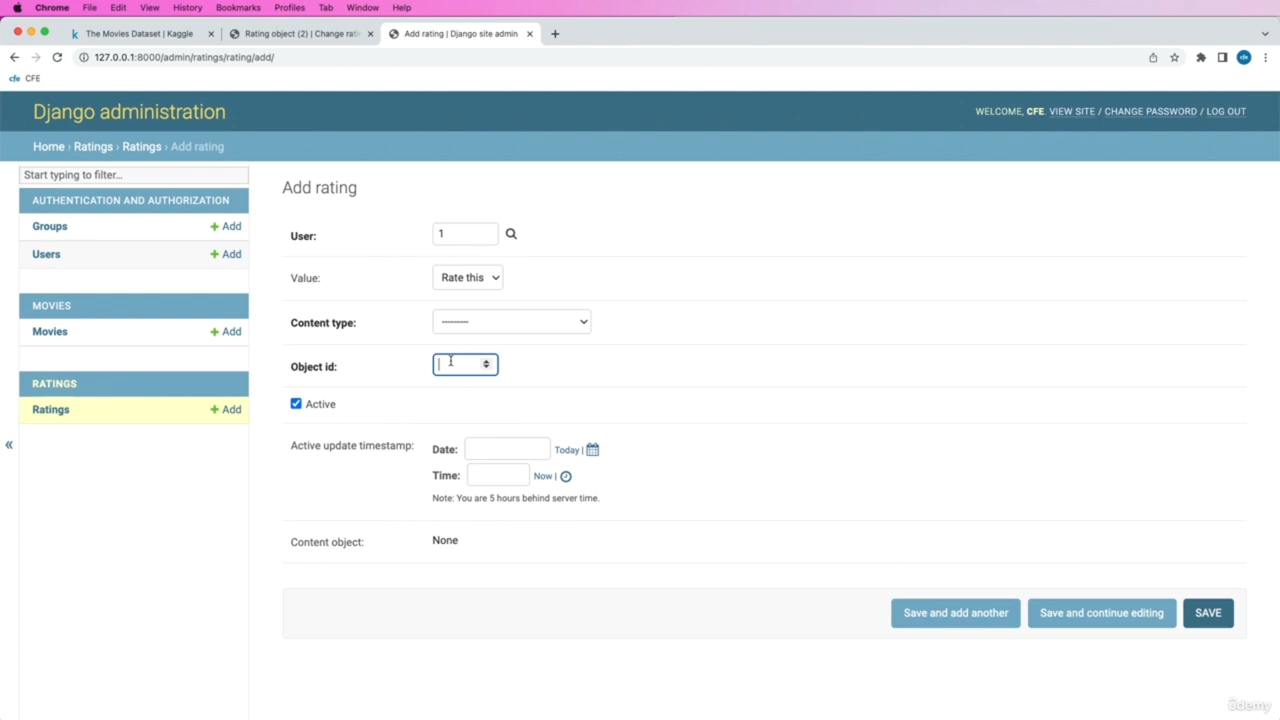 Chrome File Edit View History Bookmarks Profiles Tab Window Help
The Movies Dataset | Kaggle Rating object (2) | Change rati Add rating | Django site admin
127.0.0.1:8000/admin/ratings/rating/add/ cfe
cfe CFE
Django administration WELCOME, CFE. VIEW SITE / CHANGE PASSWORD / LOG OUT
Home › Ratings › Ratings › Add rating
Start typing to filter...
AUTHENTICATION AND AUTHORIZATION
Groups + Add
Users + Add
MOVIES
Movies + Add
RATINGS
Ratings + Add
«
Add rating
User: 1
Value: Rate this
Content type: ---------
Object id:
Active
Active update timestamp: Date: Today |
Time: Now |
Note: You are 5 hours behind server time.
Content object: None
Save and add another Save and continue editing SAVE
ûdemy